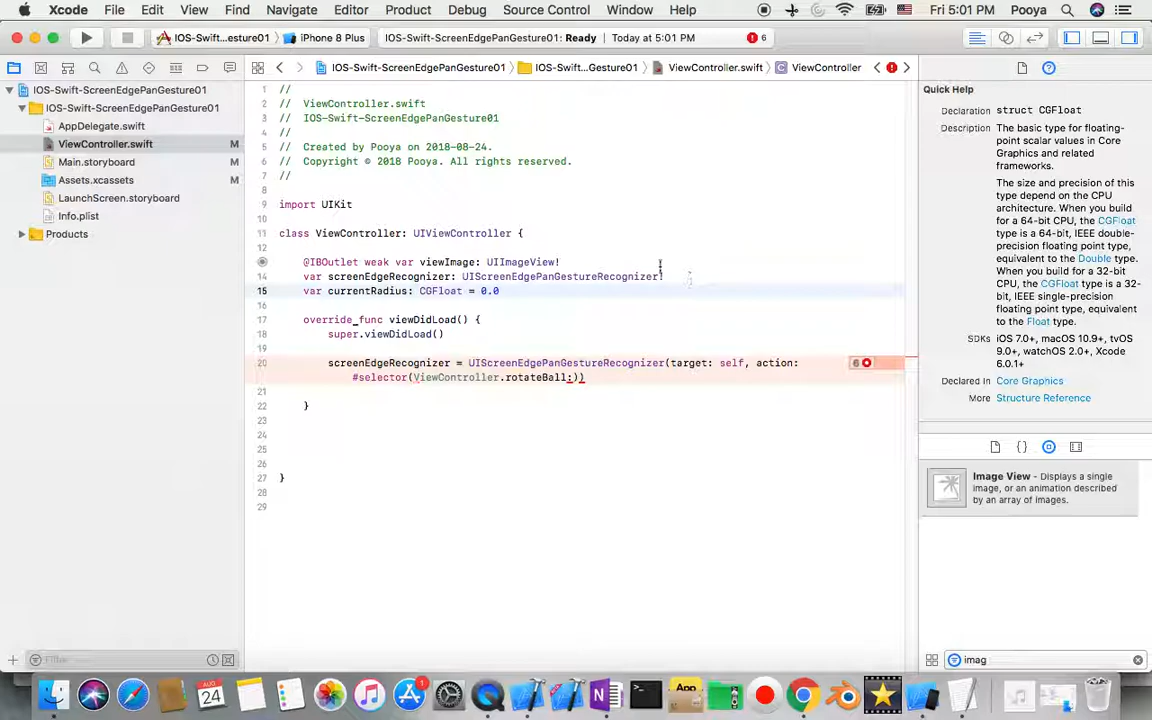 Xcode File Edit View Find Navigate Editor Product Debug Source Control Window Help Fri 5:01 PM Pooya
IOS-Swift...esture01 iPhone 8 Plus IOS-Swift-ScreenEdgePanGesture01: Ready Today at 5:01 PM 6
IOS-Swift-ScreenEdgePanGesture01 IOS-Swift...Gesture01 ViewController.swift ViewController
IOS-Swift-ScreenEdgePanGesture01
IOS-Swift-ScreenEdgePanGesture01
AppDelegate.swift
ViewController.swift M
Main.storyboard
Assets.xcassets M
LaunchScreen.storyboard
Info.plist
Products
Filter
1 //
2 // ViewController.swift
3 // IOS-Swift-ScreenEdgePanGesture01
4 //
5 // Created by Pooya on 2018-08-24.
6 // Copyright © 2018 Pooya. All rights reserved.
7 //
8
9 import UIKit
10
11 class ViewController: UIViewController {
12
@IBOutlet weak var viewImage: UIImageView!
14 var screenEdgeRecognizer: UIScreenEdgePanGestureRecognizer!
15 var currentRadius: CGFloat = 0.0
16
17 override func viewDidLoad() {
18 super.viewDidLoad()
19
20 screenEdgeRecognizer = UIScreenEdgePanGestureRecognizer(target: self, action: 6
#selector(ViewController.rotateBall:))
21
22 }
23
24
25
26
27 }
28
29
Quick Help
Declaration struct CGFloat
Description The basic type for floating-
point scalar values in Core
Graphics and related
frameworks.
The size and precision of this
type depend on the CPU
architecture. When you build
for a 64-bit CPU, the CGFloat
type is a 64-bit, IEEE double-
precision floating point type,
equivalent to the Double type.
When you build for a 32-bit
CPU, the CGFloat type is a 32-
bit, IEEE single-precision
floating point type, equivalent
to the Float type.
SDKs iOS 7.0+, macOS 10.9+, tvOS
9.0+, watchOS 2.0+, Xcode
6.0.1+
Declared In Core Graphics
More Structure Reference
Image View - Displays a single
image, or an animation described
by an array of images.
imag
AUG
24
1
App